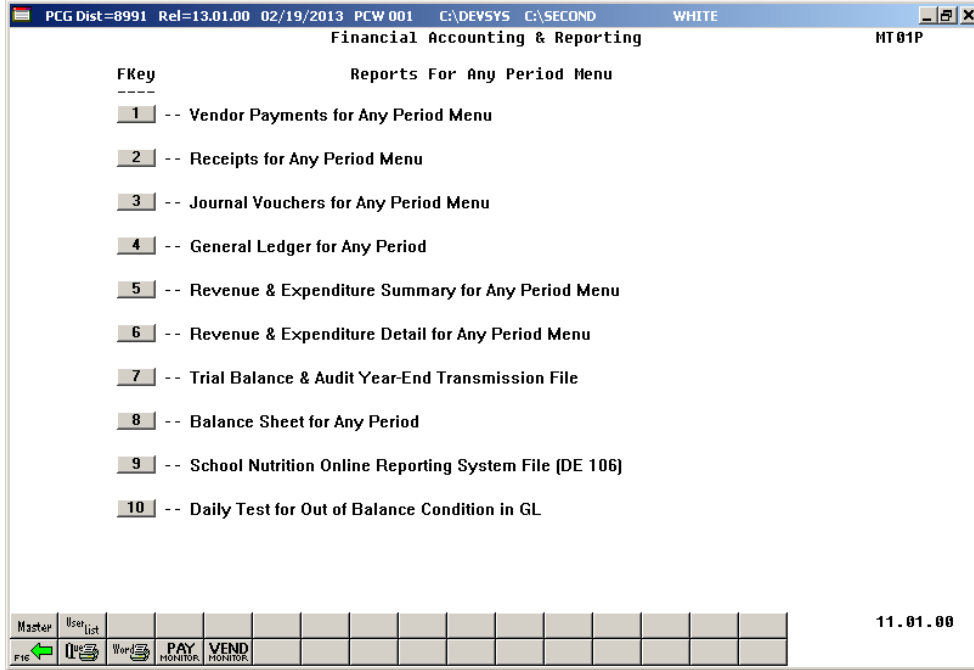 PCG Dist=8991 Rel=13.01.00 02/19/2013 PCW 001 C:\DEVSYS C:\SECOND WHITE
Financial Accounting & Reporting MT01P
FKey Reports For Any Period Menu
----
1 -- Vendor Payments for Any Period Menu
2 -- Receipts for Any Period Menu
3 -- Journal Vouchers for Any Period Menu
4 -- General Ledger for Any Period
5 -- Revenue & Expenditure Summary for Any Period Menu
6 -- Revenue & Expenditure Detail for Any Period Menu
7 -- Trial Balance & Audit Year-End Transmission File
8 -- Balance Sheet for Any Period
9 -- School Nutrition Online Reporting System File (DE 106)
10 -- Daily Test for Out of Balance Condition in GL
Master User List 11.01.00
F16 Que Word PAY MONITOR VEND MONITOR